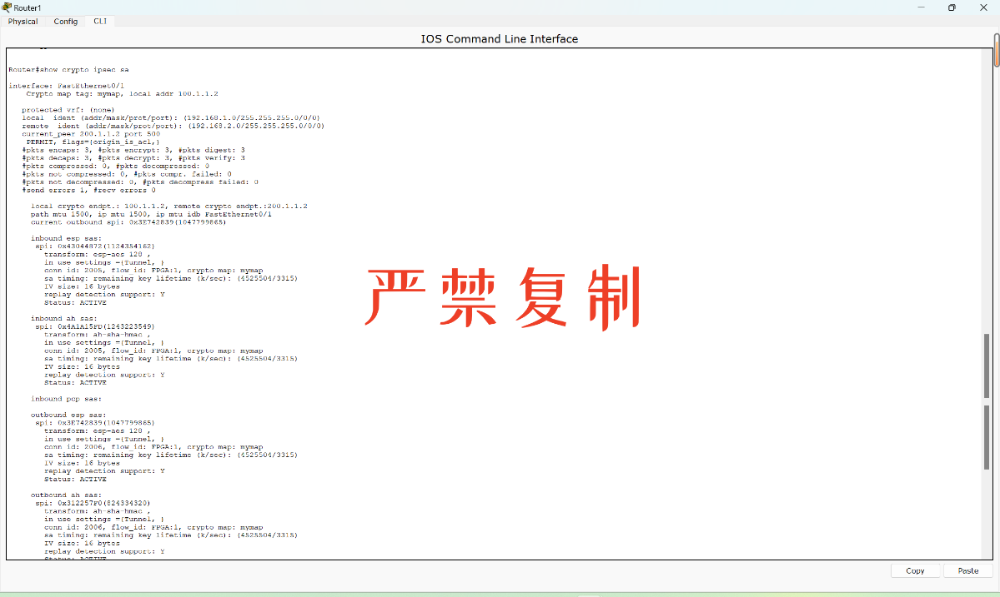 Router1
Physical Config CLI
IOS Command Line Interface
Router#show crypto ipsec sa
interface: FastEthernet0/1
Crypto map tag: mymap, local addr 100.1.1.2
protected vrf: (none)
local ident (addr/mask/prot/port): (192.168.1.0/255.255.255.0/0/0)
remote ident (addr/mask/prot/port): (192.168.2.0/255.255.255.0/0/0)
current_peer 200.1.1.2 port 500
PERMIT, flags={origin_is_acl,}
#pkts encaps: 3, #pkts encrypt: 3, #pkts digest: 3
#pkts decaps: 3, #pkts decrypt: 3, #pkts verify: 3
#pkts compressed: 0, #pkts decompressed: 0
#pkts not compressed: 0, #pkts compr. failed: 0
#pkts not decompressed: 0, #pkts decompress failed: 0
#send errors 1, #recv errors 0
local crypto endpt.: 100.1.1.2, remote crypto endpt.:200.1.1.2
path mtu 1500, ip mtu 1500, ip mtu idb FastEthernet0/1
current outbound spi: 0x3E742839(1047799865)
inbound esp sas:
spi: 0x43044872(1124354162)
transform: esp-aes 128 ,
in use settings ={Tunnel, }
conn id: 2005, flow_id: FPGA:1, crypto map: mymap
sa timing: remaining key lifetime (k/sec): (4525504/3315)
IV size: 16 bytes
replay detection support: Y
Status: ACTIVE
inbound ah sas:
spi: 0x4A1A15FD(1243223549)
transform: ah-sha-hmac ,
in use settings ={Tunnel, }
conn id: 2005, flow_id: FPGA:1, crypto map: mymap
sa timing: remaining key lifetime (k/sec): (4525504/3315)
IV size: 16 bytes
replay detection support: Y
Status: ACTIVE
inbound pcp sas:
outbound esp sas:
spi: 0x3E742839(1047799865)
transform: esp-aes 128 ,
in use settings ={Tunnel, }
conn id: 2006, flow_id: FPGA:1, crypto map: mymap
sa timing: remaining key lifetime (k/sec): (4525504/3315)
IV size: 16 bytes
replay detection support: Y
Status: ACTIVE
outbound ah sas:
spi: 0x312257F0(824334320)
transform: ah-sha-hmac ,
in use settings ={Tunnel, }
conn id: 2006, flow_id: FPGA:1, crypto map: mymap
sa timing: remaining key lifetime (k/sec): (4525504/3315)
IV size: 16 bytes
replay detection support: Y
Status: ACTIVE
严禁复制
Copy Paste